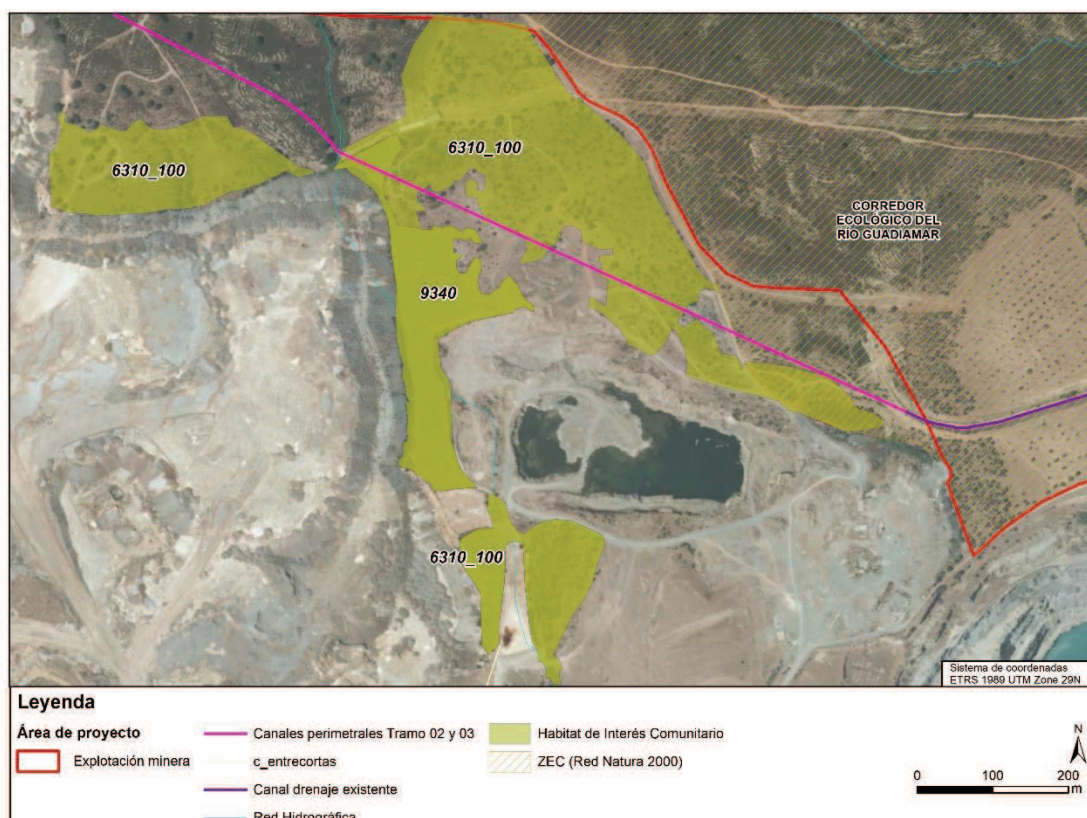 6310_100
6310_100
CORREDOR
ECOLÓGICO DEL
RÍO GUADIAMAR
9340
6310_100
Sistema de coordenadas
ETRS 1989 UTM Zone 29N
Leyenda
Área de proyecto
Explotación minera
Canales perimetrales Tramo 02 y 03
c_entrecortas
Canal drenaje existente
Red Hidrográfica
Habitat de Interés Comunitario
ZEC (Red Natura 2000)
N
0 100 200
m